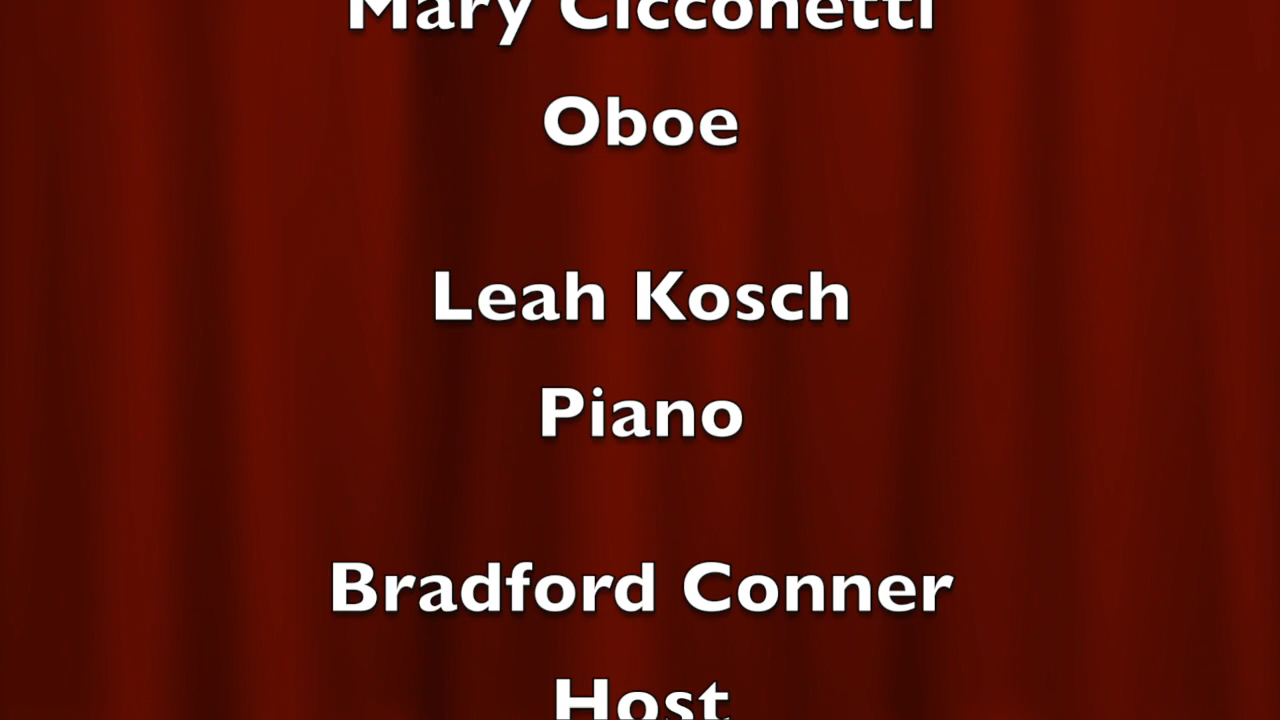 Mary Cicconetti
Oboe
Leah Kosch
Piano
Bradford Conner
Host